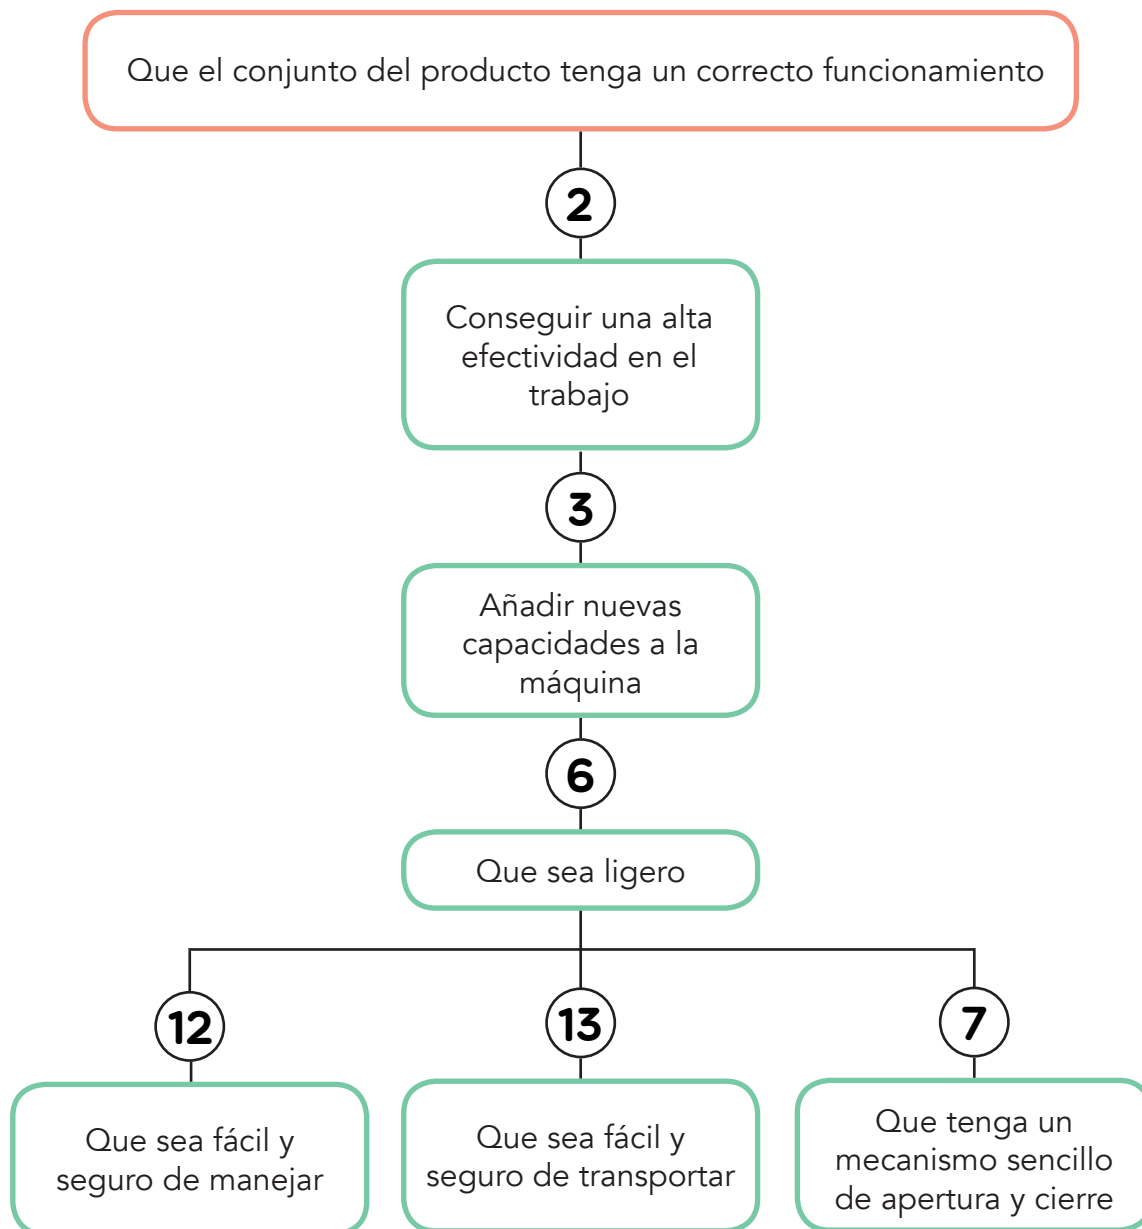 Que el conjunto del producto tenga un correcto funcionamiento
2
Conseguir una alta
efectividad en el
trabajo
3
Añadir nuevas
capacidades a la
máquina
6
Que sea ligero
12
13
7
Que sea fácil y
seguro de manejar
Que sea fácil y
seguro de transportar
Que tenga un
mecanismo sencillo
de apertura y cierre